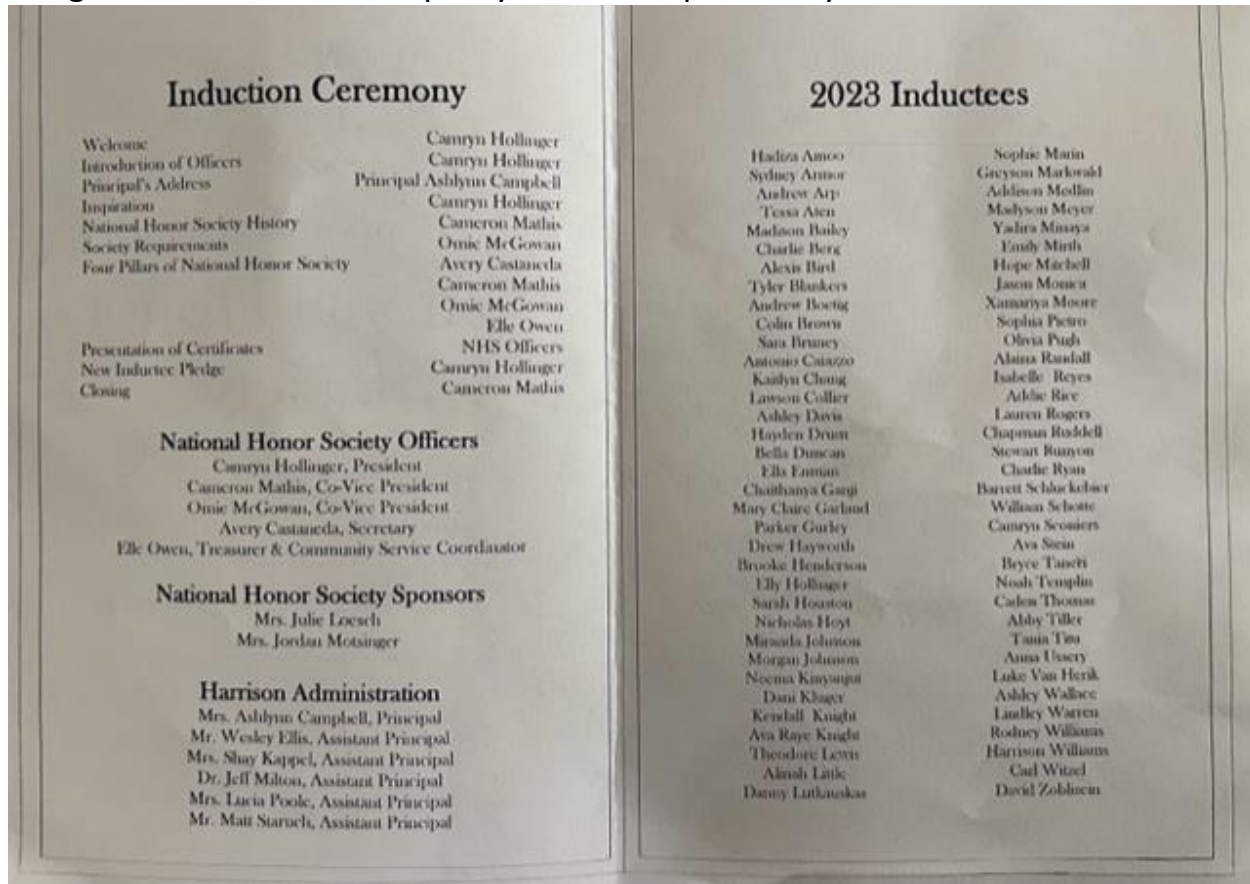 Induction Ceremony
Welcome Camryn Hollinger
Introduction of Officers Camryn Hollinger
Principal's Address Principal Ashlynn Campbell
Inspiration Camryn Hollinger
National Honor Society History Cameron Mathis
Society Requirements Omie McGowan
Four Pillars of National Honor Society Avery Castaneda
Cameron Mathis
Omie McGowan
Elle Owen
Presentation of Certificates NHS Officers
New Inductee Pledge Camryn Hollinger
Closing Cameron Mathis
National Honor Society Officers
Camryn Hollinger, President
Cameron Mathis, Co-Vice President
Omie McGowan, Co-Vice President
Avery Castaneda, Secretary
Elle Owen, Treasurer & Community Service Coordinator
National Honor Society Sponsors
Mrs. Julie Loesch
Mrs. Jordan Motsinger
Harrison Administration
Mrs. Ashlynn Campbell, Principal
Mr. Wesley Ellis, Assistant Principal
Mrs. Shay Kappel, Assistant Principal
Dr. Jeff Milton, Assistant Principal
Mrs. Lucia Poole, Assistant Principal
Mr. Matt Staruch, Assistant Principal
2023 Inductees
Hadiza Amoo
Sydney Armor
Andrew Arp
Tessa Aten
Madison Bailey
Charlie Berg
Alexis Bird
Tyler Blankers
Andrew Boetig
Colin Brown
Sara Bruney
Antonio Caiazzo
Kaitlyn Chang
Lawson Collier
Ashley Davis
Hayden Drum
Bella Duncan
Ella Enman
Chaithanya Gangi
Mary Claire Garland
Parker Gurley
Drew Hayworth
Brooke Henderson
Elly Hollinger
Sarah Houston
Nicholas Hoyt
Miranda Johnson
Morgan Johnson
Neema Kinyanjui
Dani Kluger
Kendall Knight
Ava Raye Knight
Theodore Lewis
Alinah Little
Danny Lutkauskas
Sophie Marin
Greyson Markwald
Addison Medlin
Madyson Meyer
Yadira Minaya
Emily Mirth
Hope Mitchell
Jason Monica
Xamariya Moore
Sophia Pietro
Olivia Pugh
Alaina Randall
Isabelle Reyes
Addie Rice
Lauren Rogers
Chapman Ruddell
Stewart Runyon
Charlie Ryan
Barrett Schluckebier
William Schotte
Camryn
Ava Stein
Bryce
Noah Templin
Caden Thomas
Abby Tiller
Tania
Anna Ussery
Luke Van Herik
Ashley Wallace
Lindley Warren
Rodney Williams
Harrison Williams
Carl Witzel
David